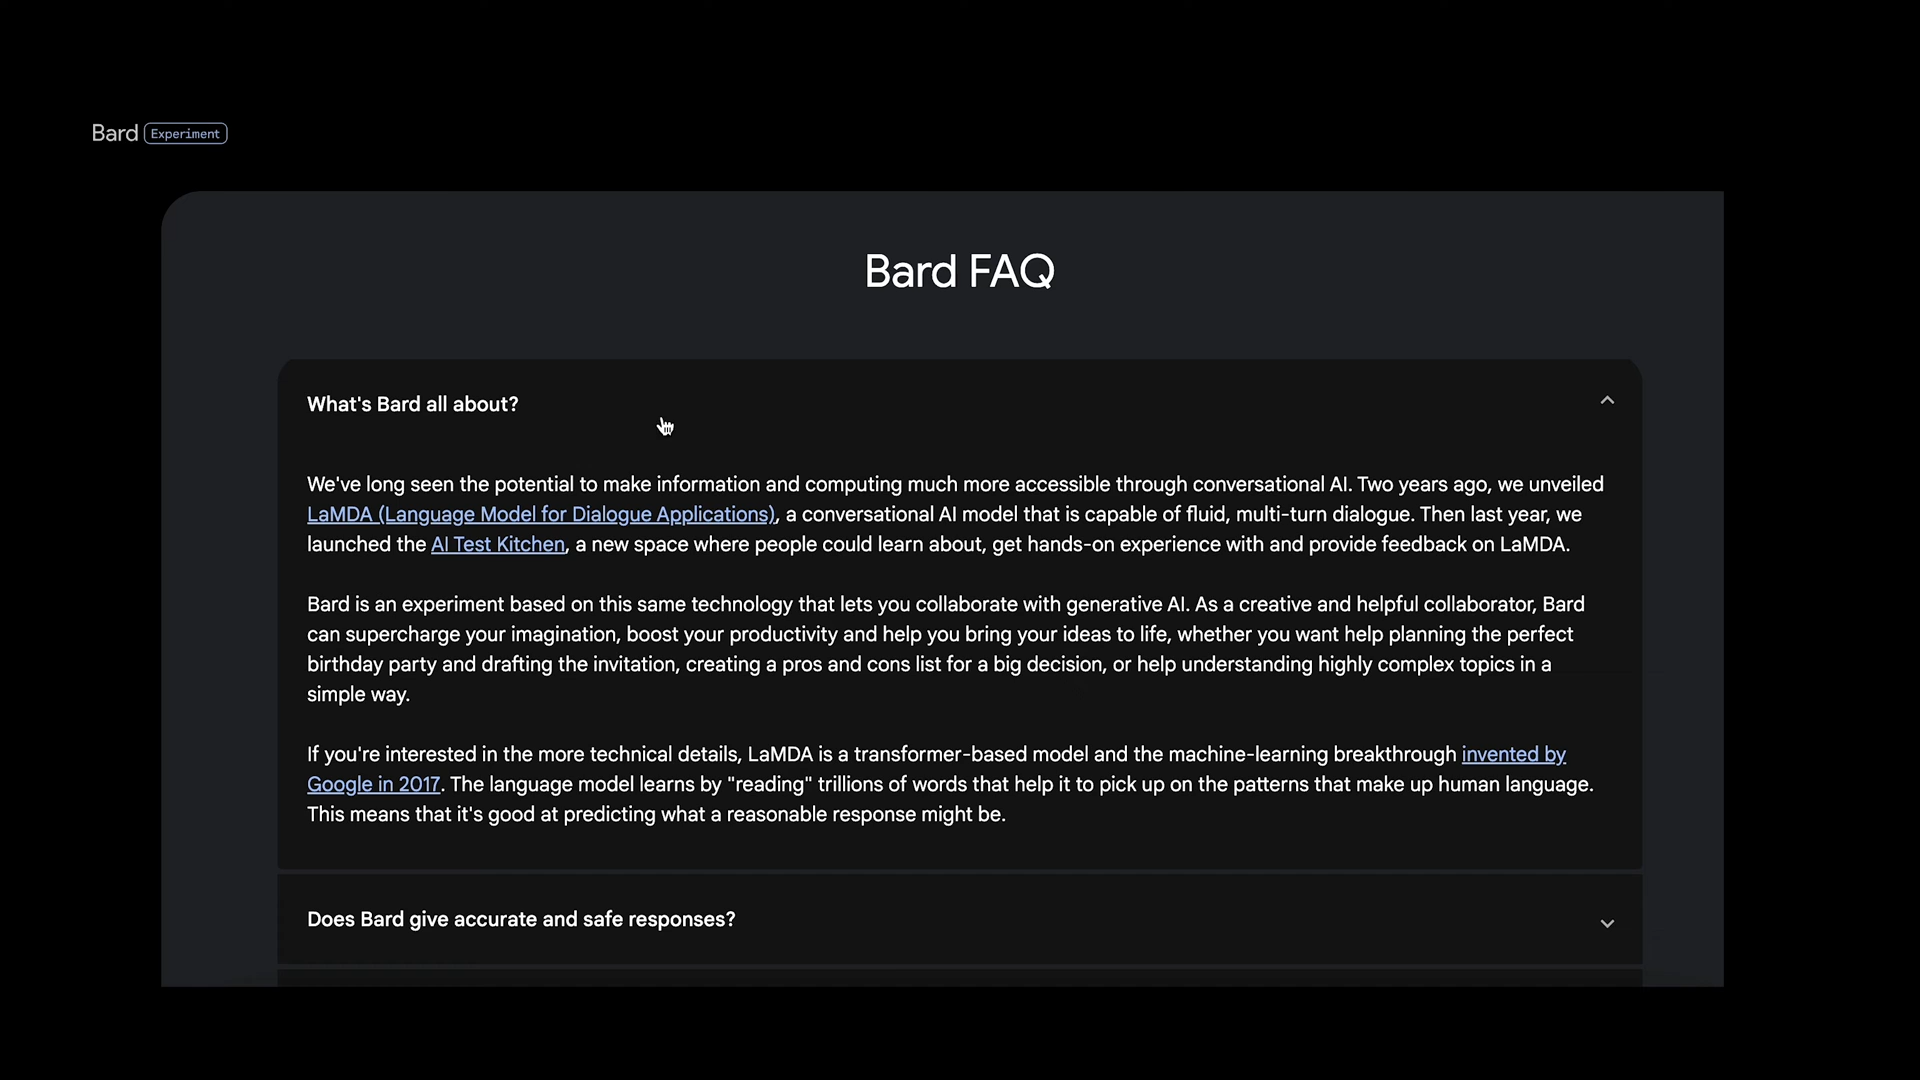 Bard Experiment
Bard FAQ
What's Bard all about?
We've long seen the potential to make information and computing much more accessible through conversational AI. Two years ago, we unveiled
LaMDA (Language Model for Dialogue Applications), a conversational AI model that is capable of fluid, multi-turn dialogue. Then last year, we
launched the AI Test Kitchen, a new space where people could learn about, get hands-on experience with and provide feedback on LaMDA.
Bard is an experiment based on this same technology that lets you collaborate with generative AI. As a creative and helpful collaborator, Bard
can supercharge your imagination, boost your productivity and help you bring your ideas to life, whether you want help planning the perfect
birthday party and drafting the invitation, creating a pros and cons list for a big decision, or help understanding highly complex topics in a
simple way.
If you're interested in the more technical details, LaMDA is a transformer-based model and the machine-learning breakthrough invented by
Google in 2017. The language model learns by "reading" trillions of words that help it to pick up on the patterns that make up human language.
This means that it's good at predicting what a reasonable response might be.
Does Bard give accurate and safe responses?